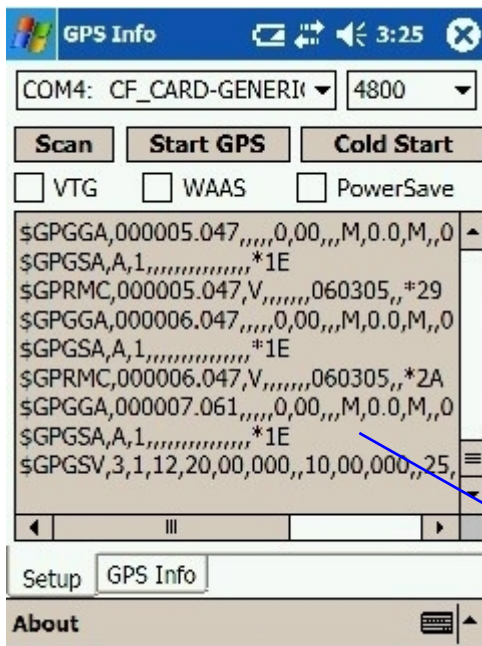 GPS Info 3:25
COM4: CF_CARD-GENERI 4800
Scan Start GPS Cold Start
VTG WAAS PowerSave
$GPGGA,000005.047,,,,,0,00,,,M,0.0,M,,0
$GPGSA,A,1,,,,,,,,,,,,,,,*1E
$GPRMC,000005.047,V,,,,,,,060305,,*29
$GPGGA,000006.047,,,,,0,00,,,M,0.0,M,,0
$GPGSA,A,1,,,,,,,,,,,,,,,*1E
$GPRMC,000006.047,V,,,,,,,060305,,*2A
$GPGGA,000007.061,,,,,0,00,,,M,0.0,M,,0
$GPGSA,A,1,,,,,,,,,,,,,,,*1E
$GPGSV,3,1,12,20,00,000,,10,00,000,,25,
Setup GPS Info
About